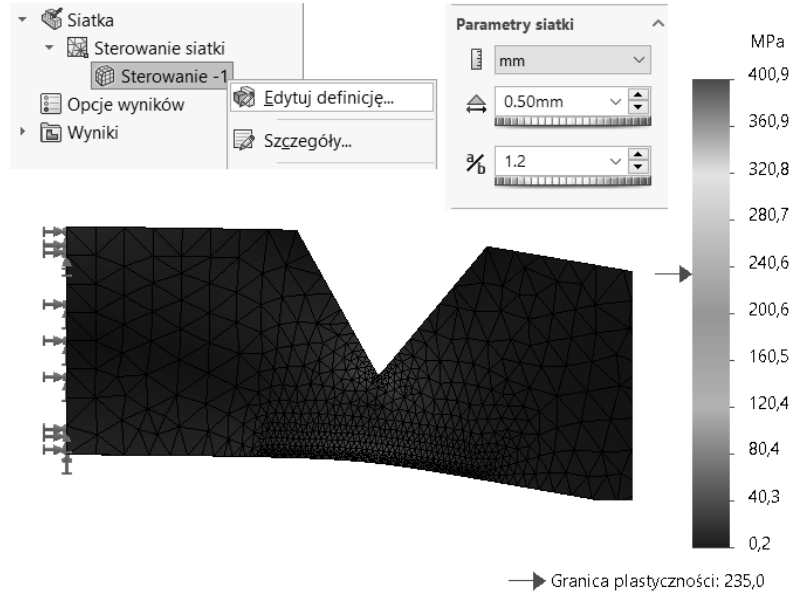 Siatka
Sterowanie siatki
Sterowanie -1
Opcje wyników
Wyniki
Edytuj definicję...
Szczegóły...
Parametry siatki
mm
0.50mm
a/b
1.2
MPa
400,9
360,9
320,8
280,7
240,6
200,6
160,5
120,4
80,4
40,3
0,2
Granica plastyczności: 235,0